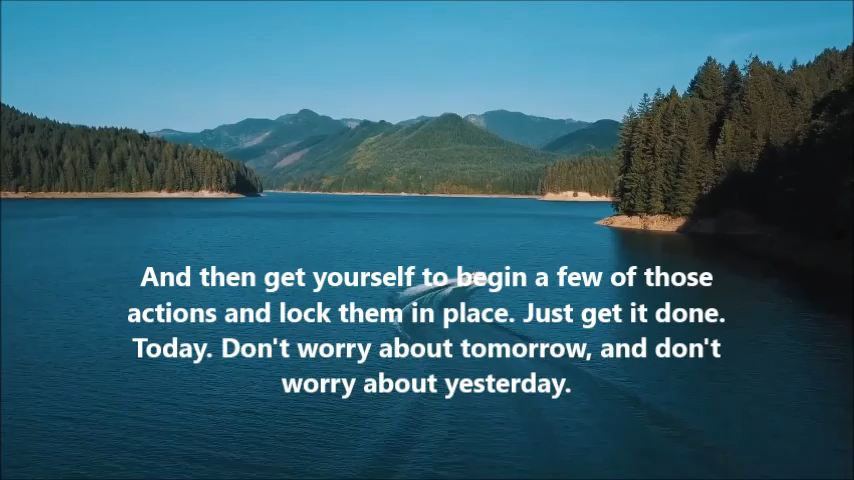 And then get yourself to begin a few of those
actions and lock them in place. Just get it done.
Today. Don't worry about tomorrow, and don't
worry about yesterday.